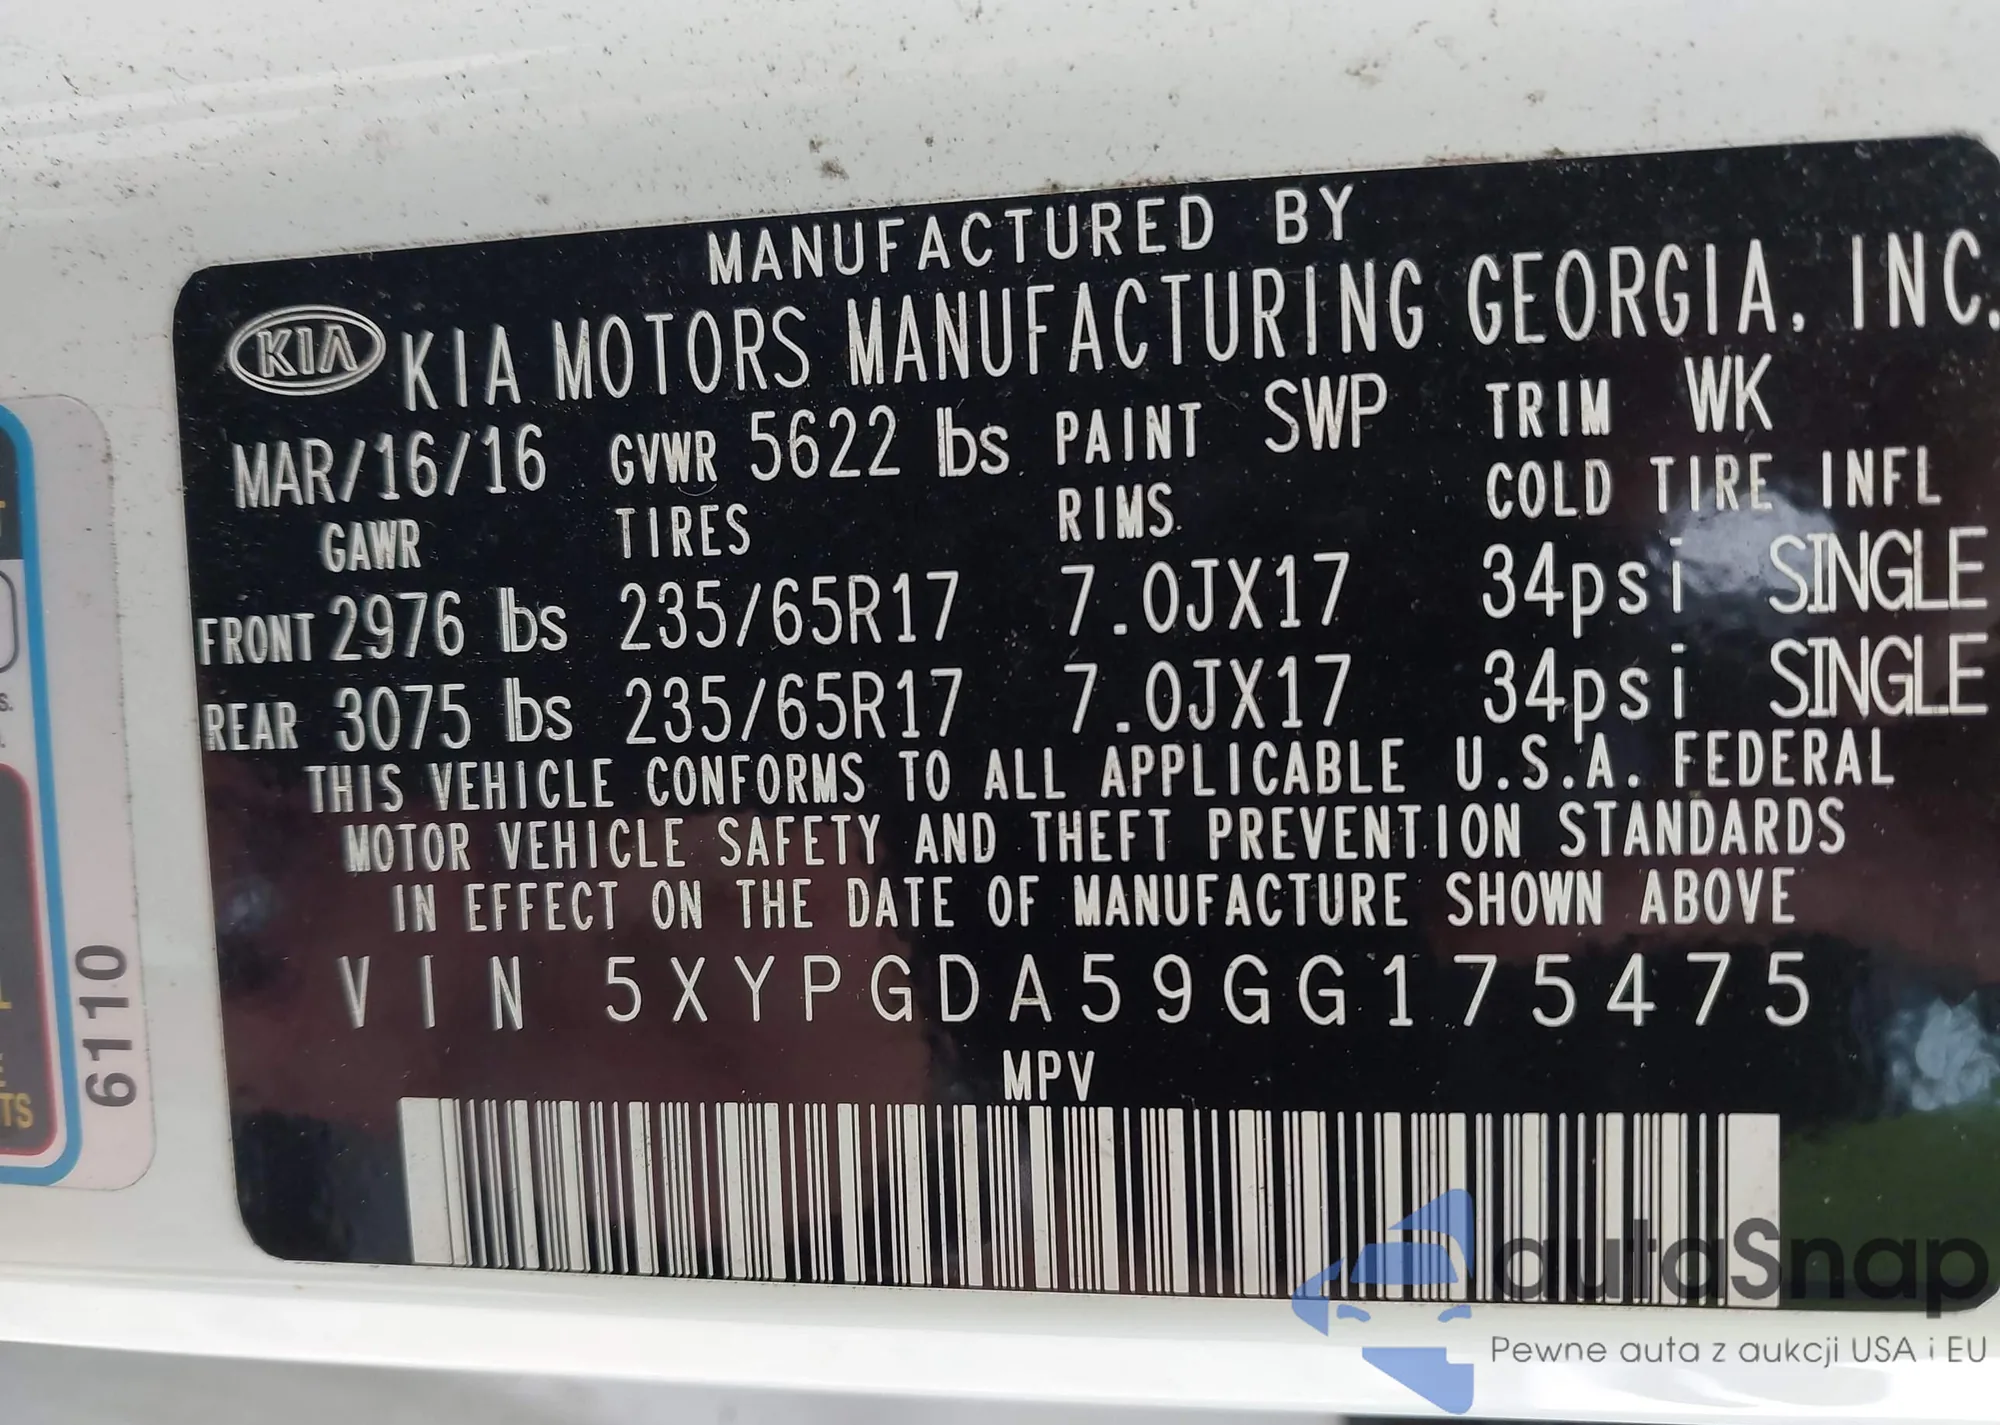 MANUFACTURED BY
KIA KIA MOTORS MANUFACTURING GEORGIA, INC.
MAR/16/16 GVWR 5622 lbs PAINT SWP TRIM WK
GAWR TIRES RIMS COLD TIRE INFL
FRONT 2976 lbs 235/65R17 7.0JX17 34psi SINGLE
REAR 3075 lbs 235/65R17 7.0JX17 34psi SINGLE
THIS VEHICLE CONFORMS TO ALL APPLICABLE U.S.A. FEDERAL
MOTOR VEHICLE SAFETY AND THEFT PREVENTION STANDARDS
IN EFFECT ON THE DATE OF MANUFACTURE SHOWN ABOVE
VIN 5XYPGDA59GG175475
MPV
6110
autaSnap
Pewne auta z aukcji USA i EU